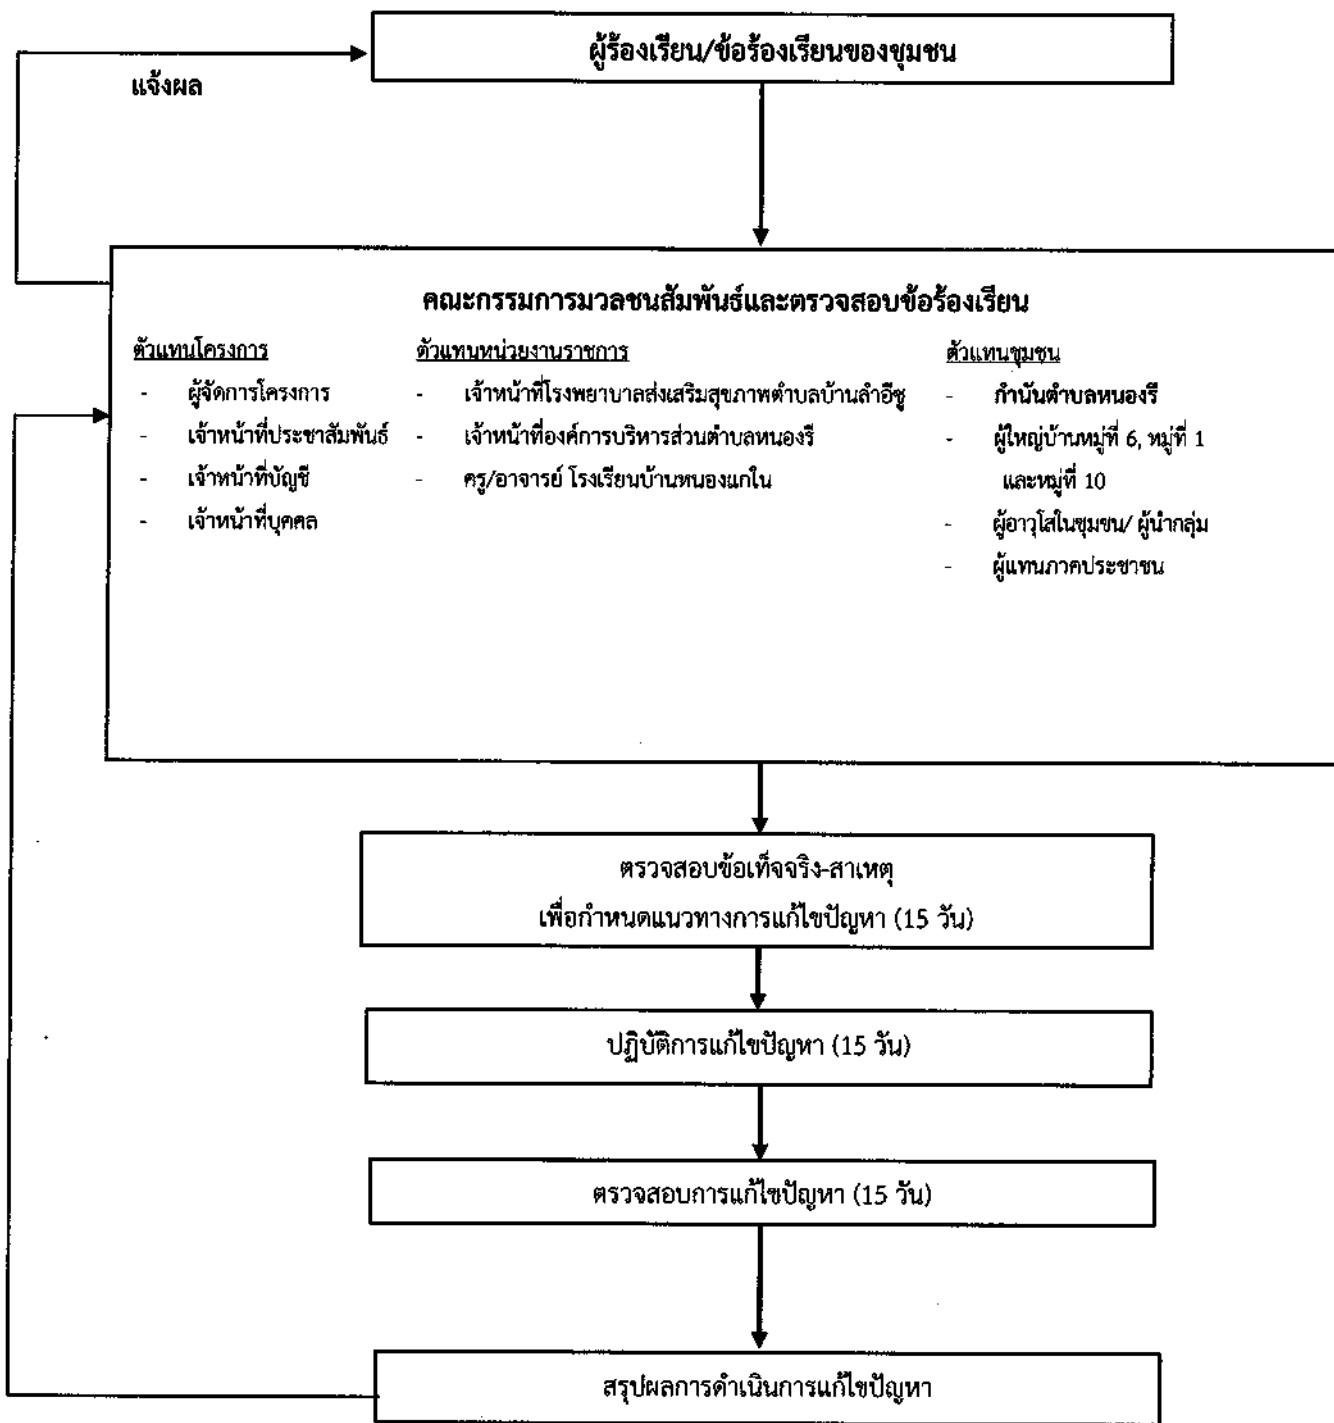 ผู้ร้องเรียน/ข้อร้องเรียนของชุมชน
แจ้งผล
คณะกรรมการมวลชนสัมพันธ์และตรวจสอบข้อร้องเรียน
ตัวแทนโครงการ
- ผู้จัดการโครงการ
- เจ้าหน้าที่ประชาสัมพันธ์
- เจ้าหน้าที่บัญชี
- เจ้าหน้าที่บุคคล
ตัวแทนหน่วยงานราชการ
- เจ้าหน้าที่โรงพยาบาลส่งเสริมสุขภาพตำบลบ้านลำอีซู
- เจ้าหน้าที่องค์การบริหารส่วนตำบลหนองรี
- ครู/อาจารย์ โรงเรียนบ้านหนองแกใน
ตัวแทนชุมชน
- กำนันตำบลหนองรี
- ผู้ใหญ่บ้านหมู่ที่ 6, หมู่ที่ 1
และหมู่ที่ 10
- ผู้อาวุโสในชุมชน/ ผู้นำกลุ่ม
- ผู้แทนภาคประชาชน
ตรวจสอบข้อเท็จจริง-สาเหตุ
เพื่อกำหนดแนวทางการแก้ไขปัญหา (15 วัน)
ปฏิบัติการแก้ไขปัญหา (15 วัน)
ตรวจสอบการแก้ไขปัญหา (15 วัน)
สรุปผลการดำเนินการแก้ไขปัญหา